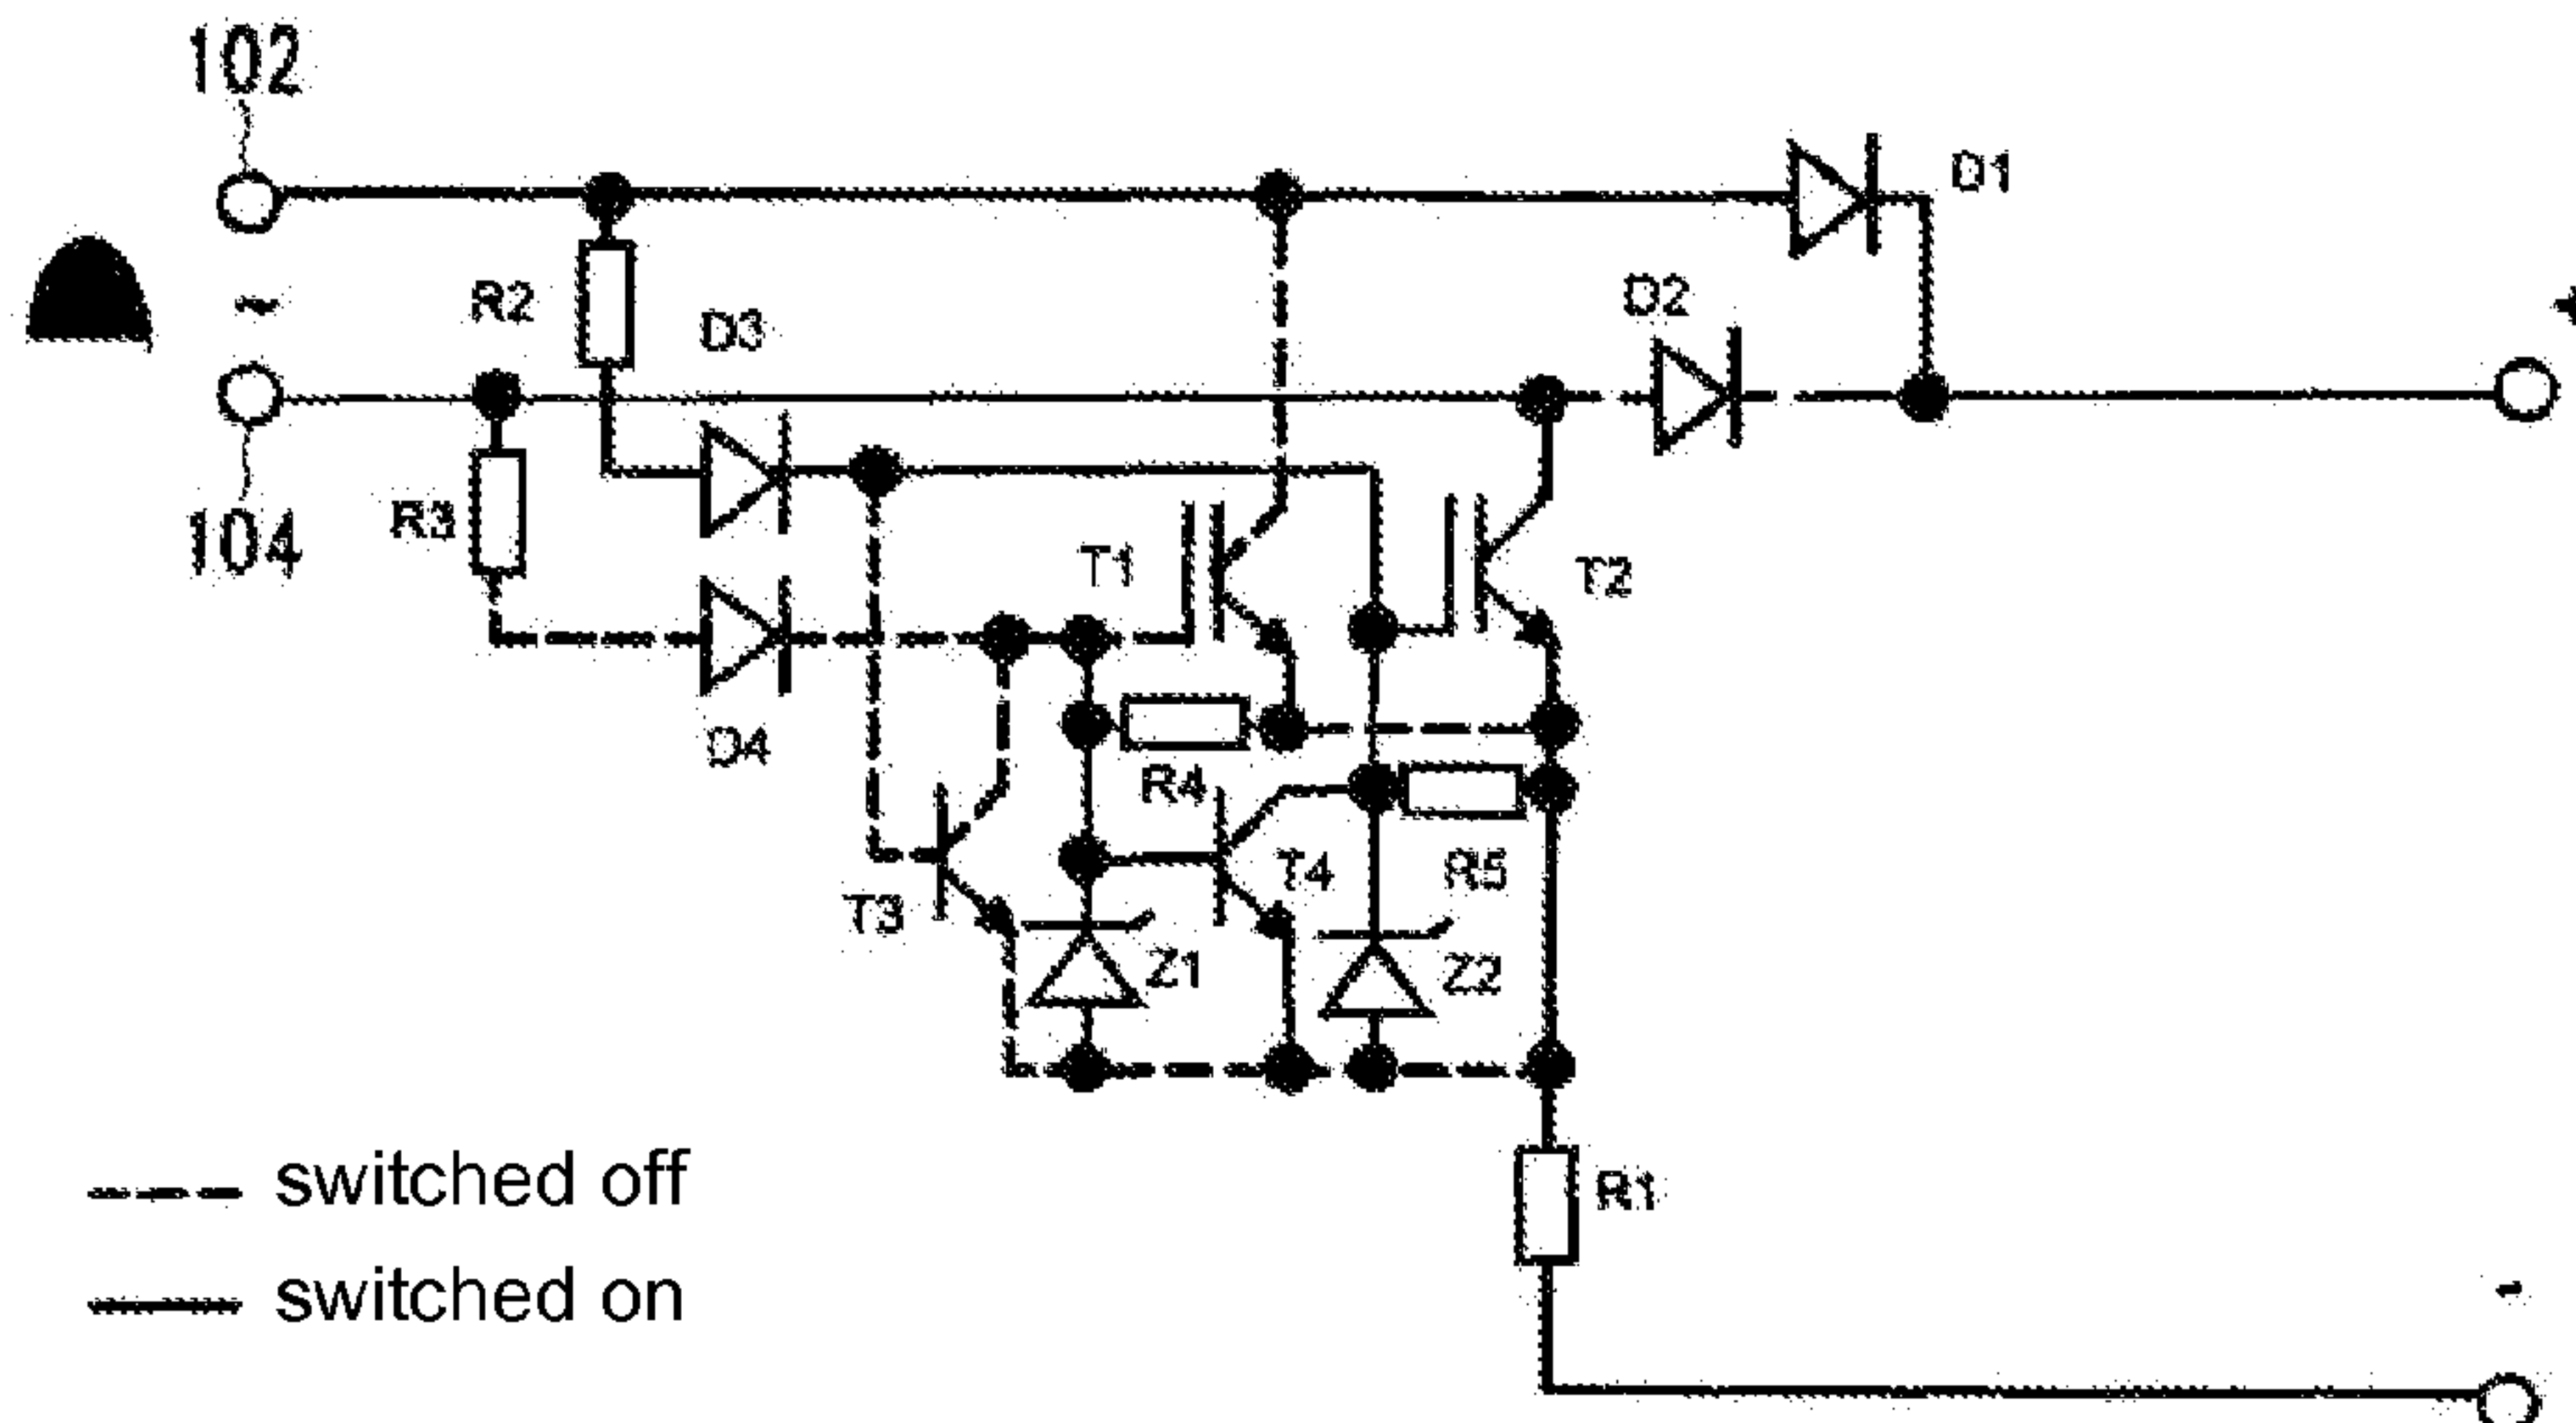 102
D1
~
R2
D3
D2
+
R3
104
T1
T2
D4
R4
T3
T4
R5
Z1
Z2
switched off
R1
switched on
-